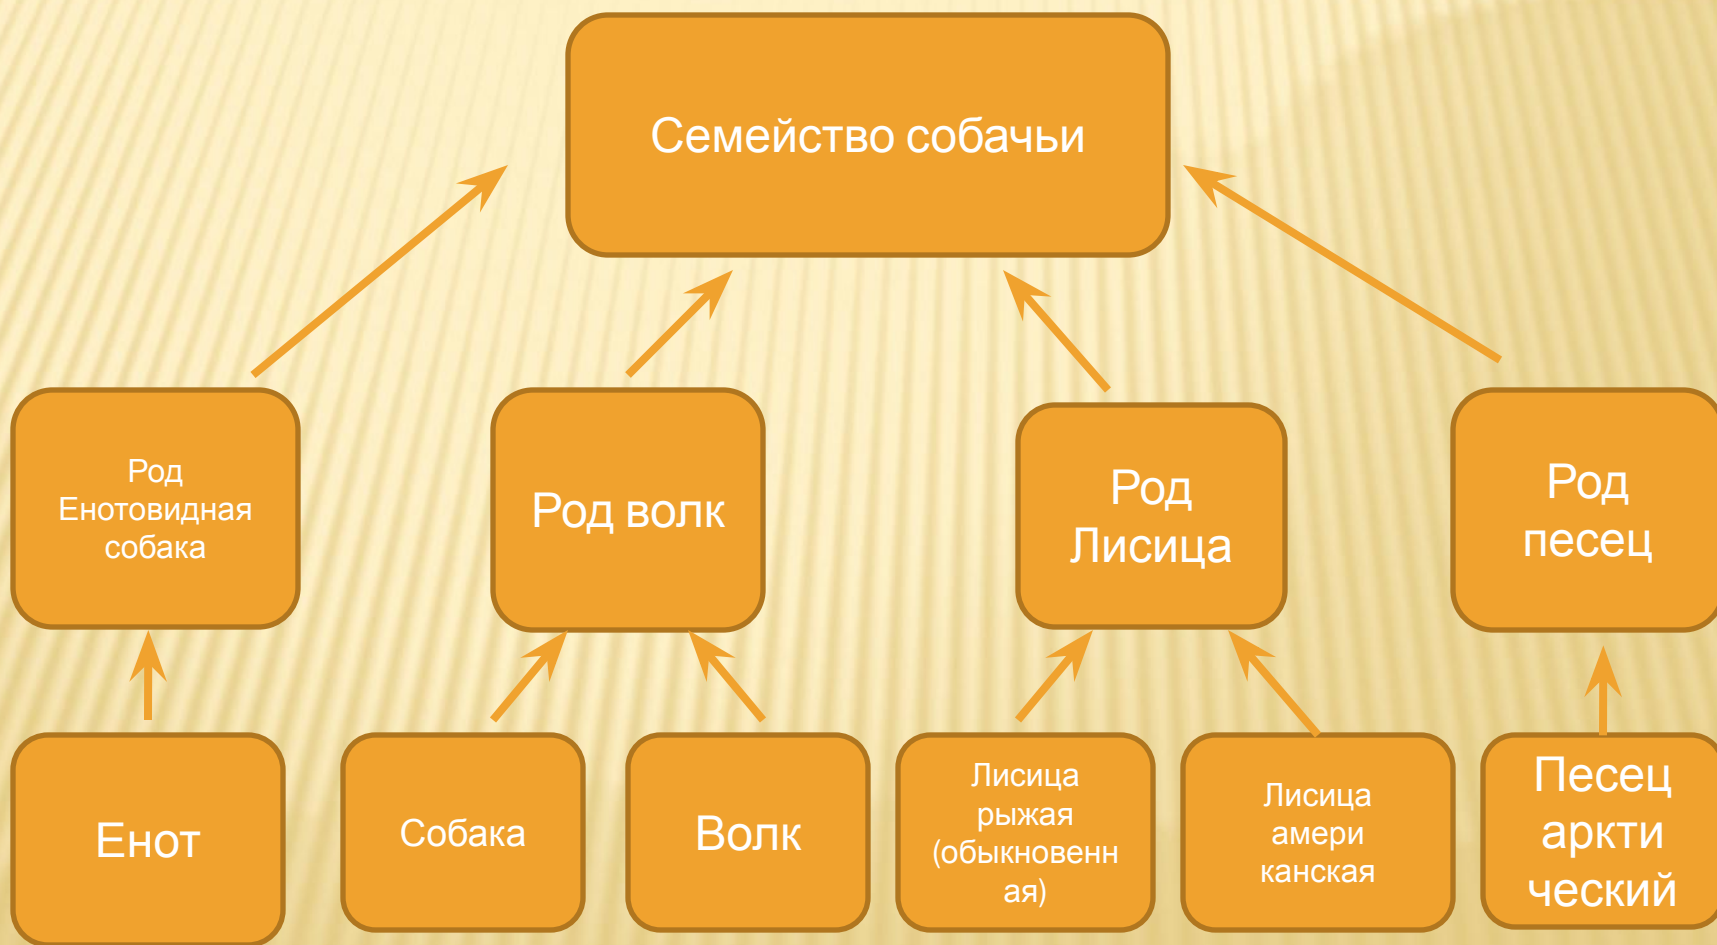 Семейство собачьи
Род
Енотовидная
собака
Род волк
Род
Лисица
Род
песец
Енот
Собака
Волк
Лисица
рыжая
(обыкновенн
ая)
Лисица
амери
канская
Песец
аркти
ческий